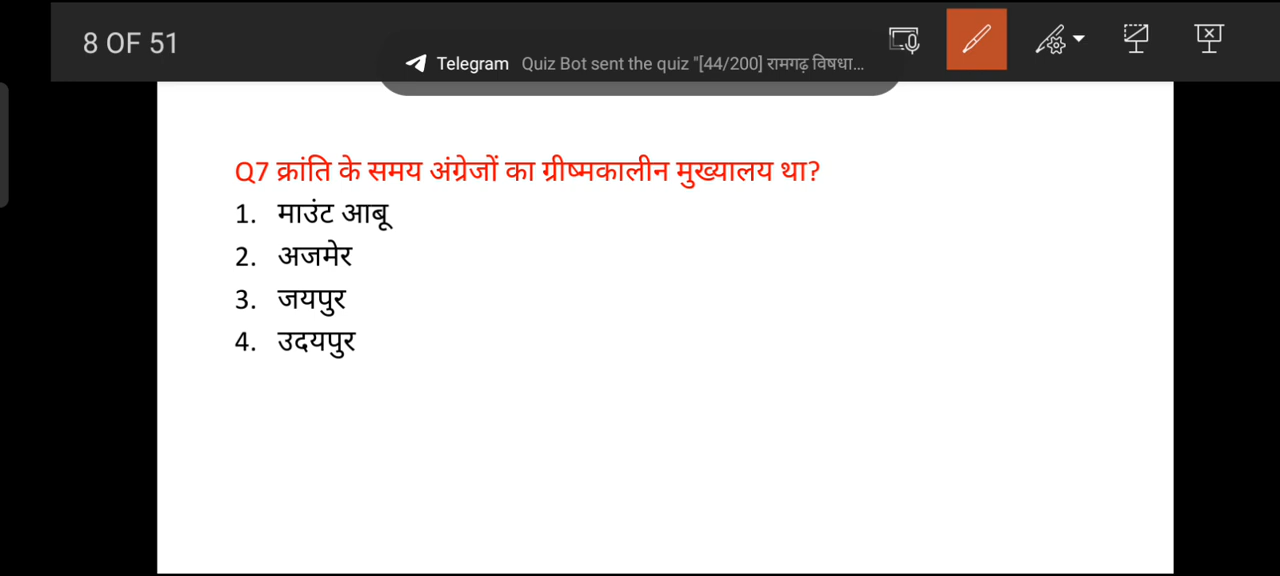 8 OF 51
Telegram Quiz Bot sent the quiz "[44/200] रामगढ़ विषधा...
Q7 क्रांति के समय अंग्रेजों का ग्रीष्मकालीन मुख्यालय था?
1. माउंट आबू
2. अजमेर
3. जयपुर
4. उदयपुर